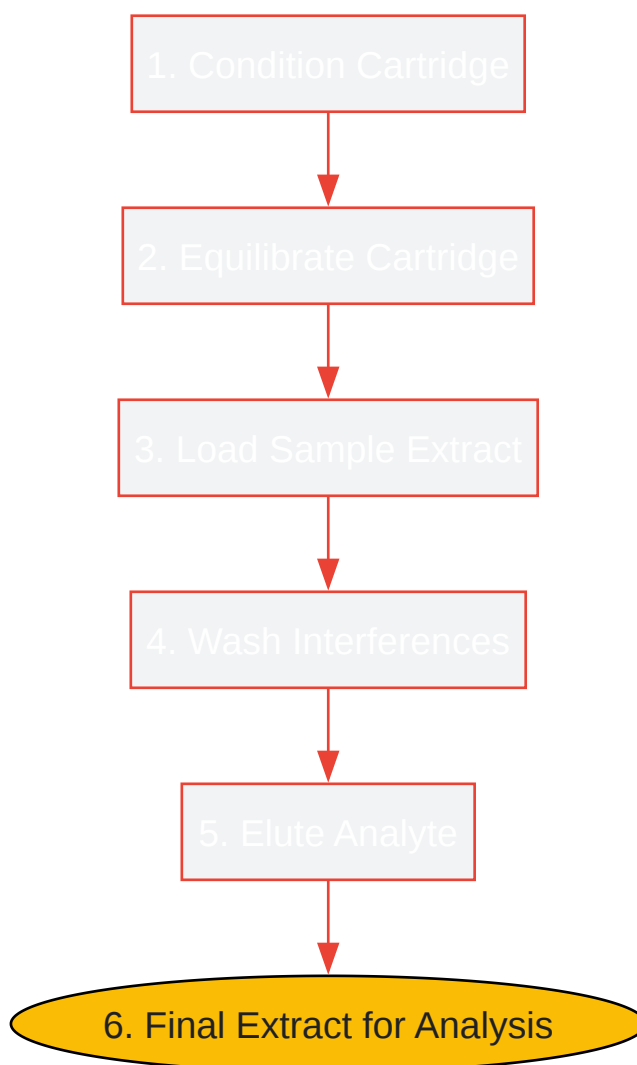 1. Condition Cartridge
2. Equilibrate Cartridge
3. Load Sample Extract
4. Wash Interferences
5. Elute Analyte
6. Final Extract for Analysis